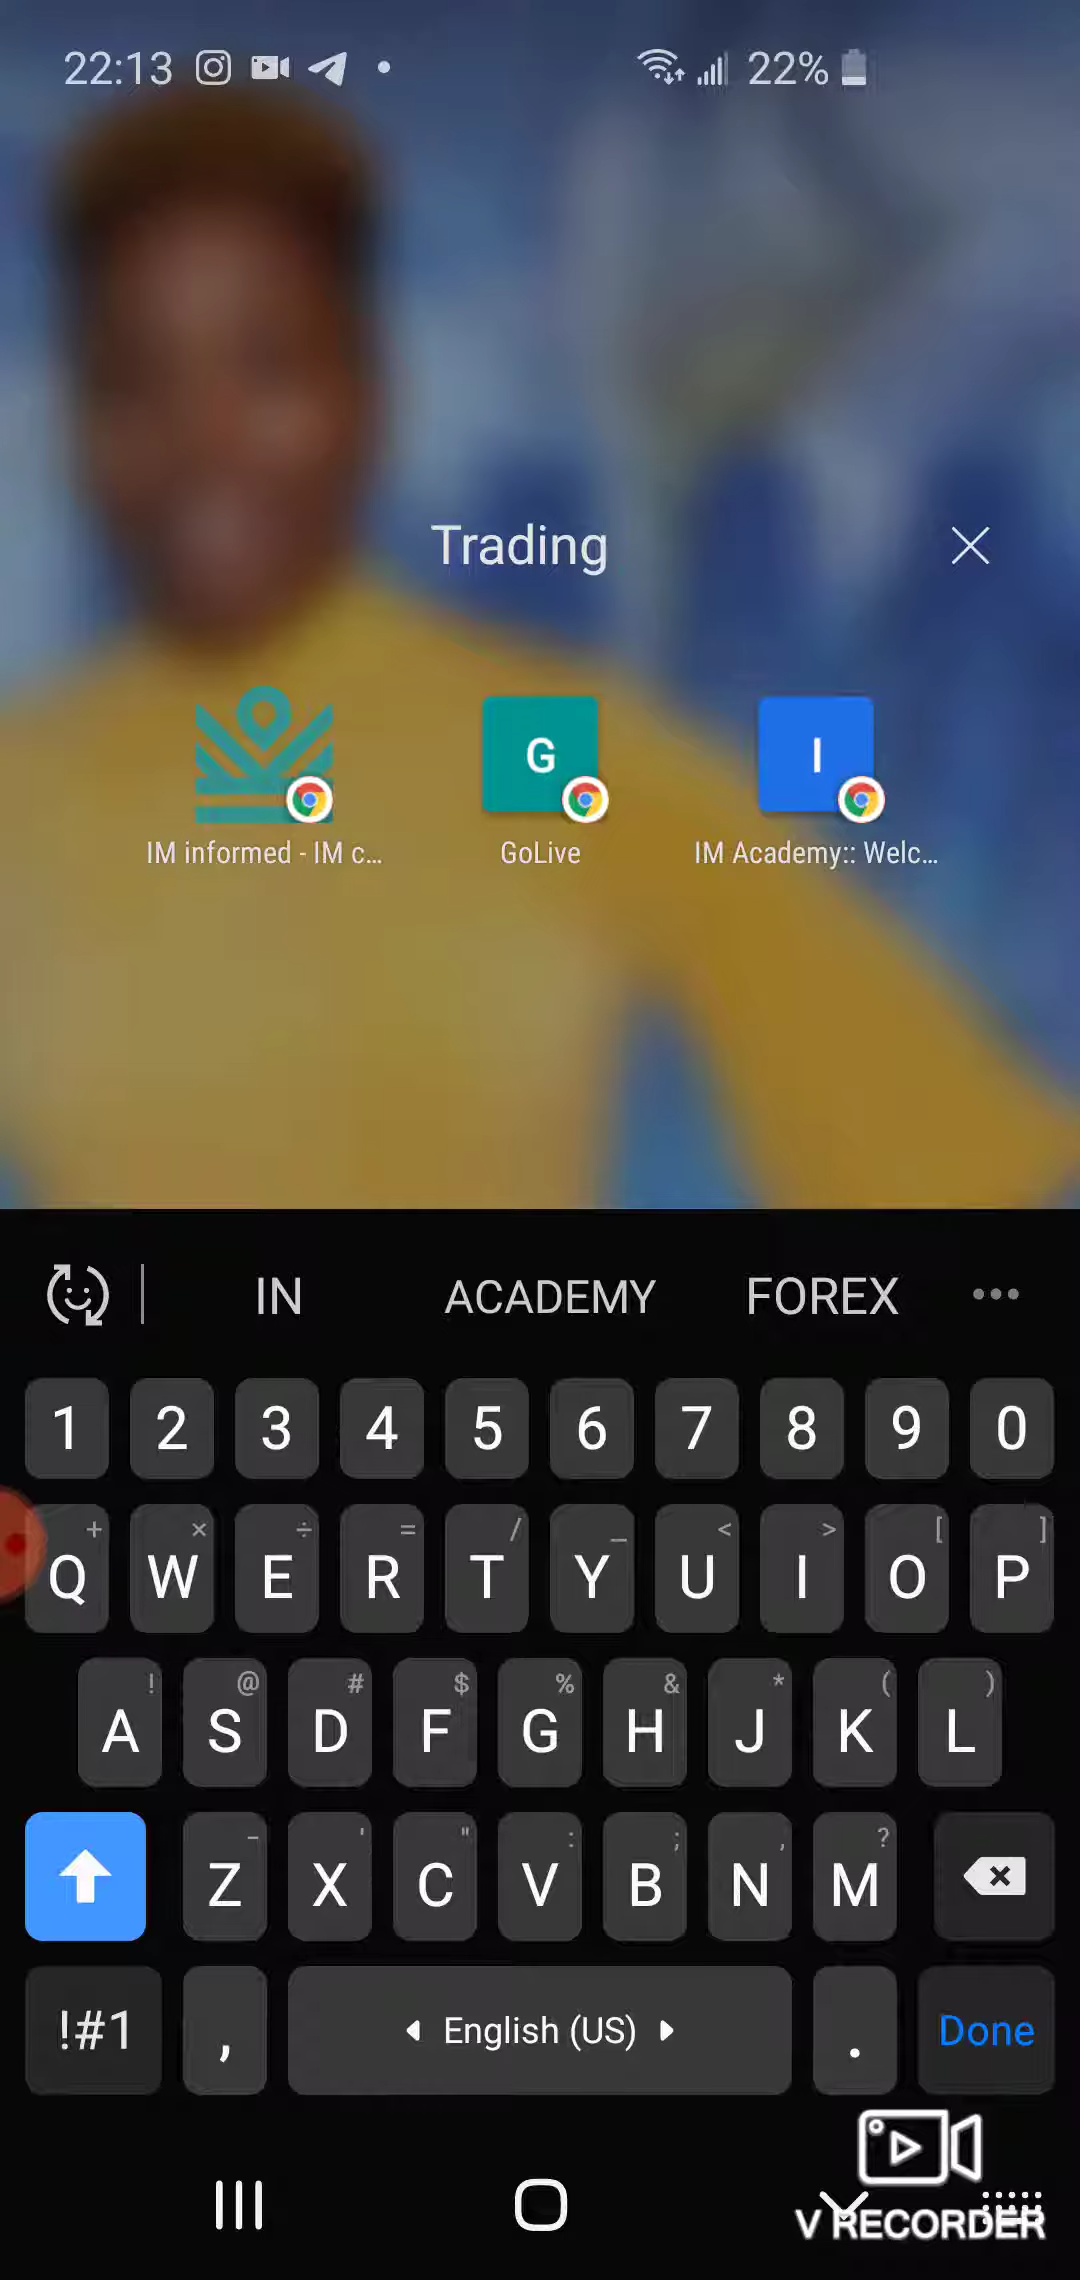 22:13 22%
Trading
G I
IM informed - IM c... GoLive IM Academy:: Welc...
IN ACADEMY FOREX
1 2 3 4 5 6 7 8 9 0
+ × ÷ = / _ < > [ ]
Q W E R T Y U I O P
! @ # $ % & * ( )
A S D F G H J K L
- ' " : ; , ?
Z X C V B N M
!#1 , English (US) . Done
V RECORDER